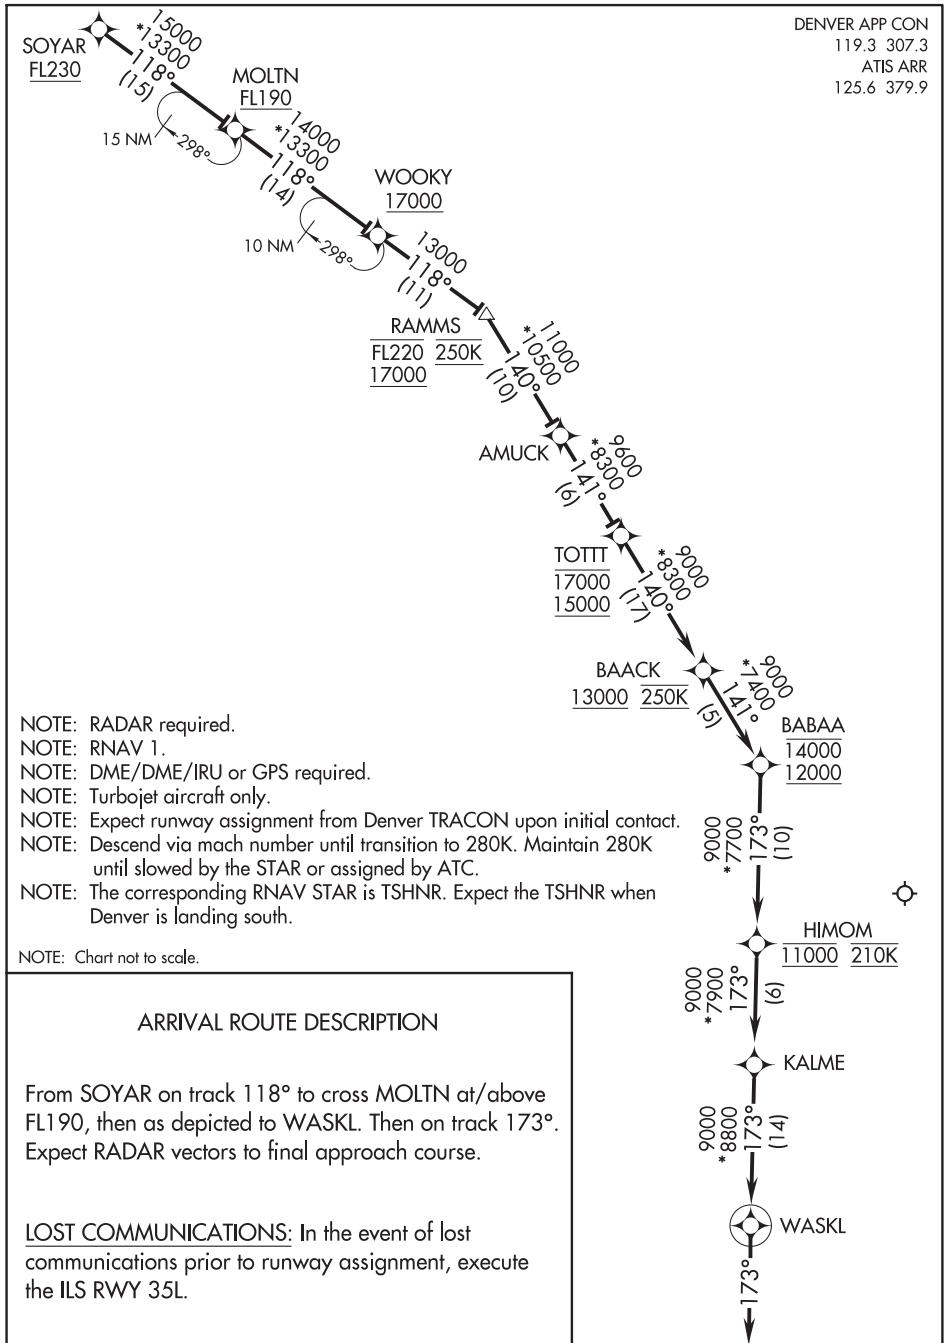 DENVER APP CON
119.3 307.3
ATIS ARR
125.6 379.9
SOYAR
FL230
15000
*13300
118°
(15)
MOLTN
FL190
15 NM
298°
14000
*13300
118°
(14)
WOOKY
17000
10 NM
298°
13000
118°
(11)
RAMMS
FL220 250K
17000
11000
*10500
140°
(10)
AMUCK
9600
*8300
141°
(6)
TOTTT
17000
15000
9000
*8300
140°
(17)
BAACK
13000 250K
9000
*7400
141°
(5)
BABAA
14000
12000
9000
*7700
173°
(10)
HIMOM
11000 210K
9000
*7900
173°
(6)
KALME
9000
*8800
173°
(14)
WASKL
173°
NOTE: RADAR required.
NOTE: RNAV 1.
NOTE: DME/DME/IRU or GPS required.
NOTE: Turbojet aircraft only.
NOTE: Expect runway assignment from Denver TRACON upon initial contact.
NOTE: Descend via mach number until transition to 280K. Maintain 280K
until slowed by the STAR or assigned by ATC.
NOTE: The corresponding RNAV STAR is TSHNR. Expect the TSHNR when
Denver is landing south.
NOTE: Chart not to scale.
ARRIVAL ROUTE DESCRIPTION
From SOYAR on track 118° to cross MOLTN at/above
FL190, then as depicted to WASKL. Then on track 173°.
Expect RADAR vectors to final approach course.
LOST COMMUNICATIONS: In the event of lost
communications prior to runway assignment, execute
the ILS RWY 35L.